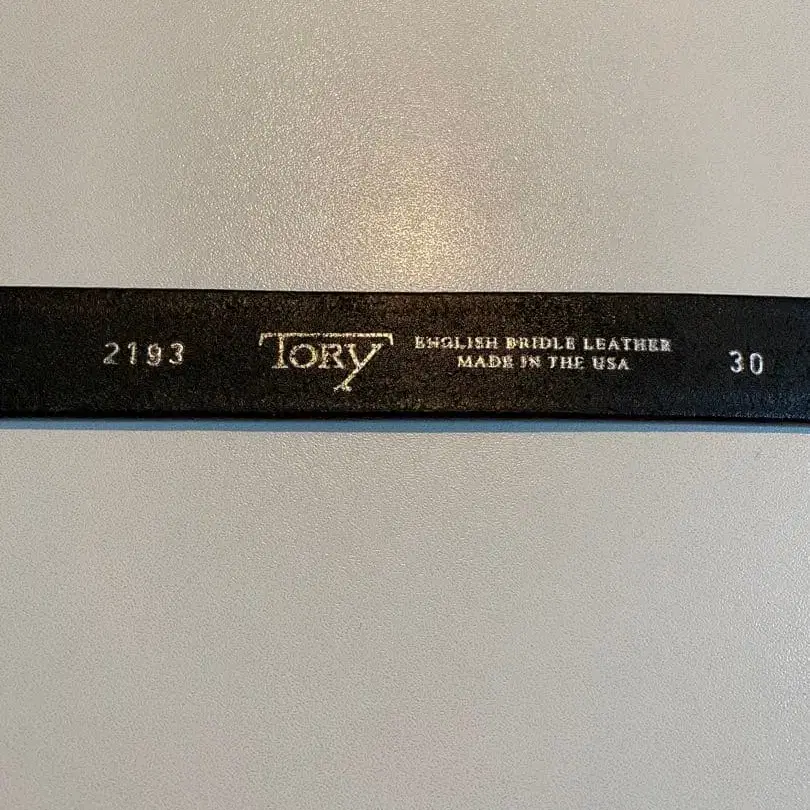 2193 TORY ENGLISH BRIDLE LEATHER 30
MADE IN THE USA